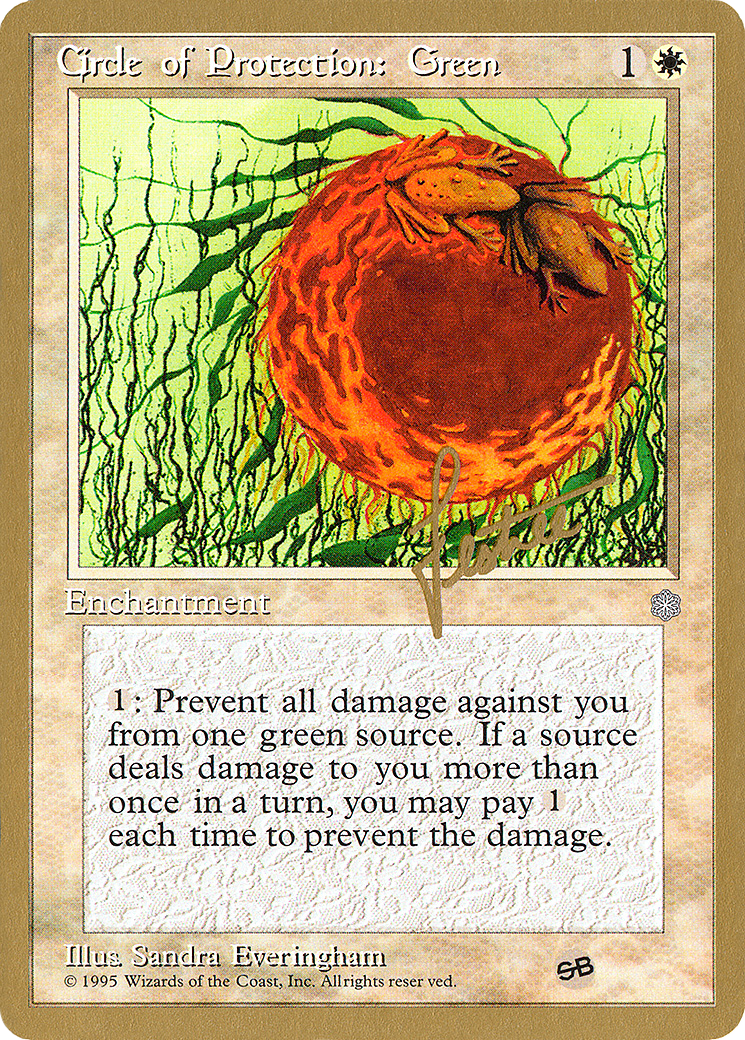 Circle of Protection: Green 1
Enchantment
1: Prevent all damage against you
from one green source. If a source
deals damage to you more than
once in a turn, you may pay 1
each time to prevent the damage.
Illus. Sandra Everingham
© 1995 Wizards of the Coast, Inc. All rights reser ved.
SB